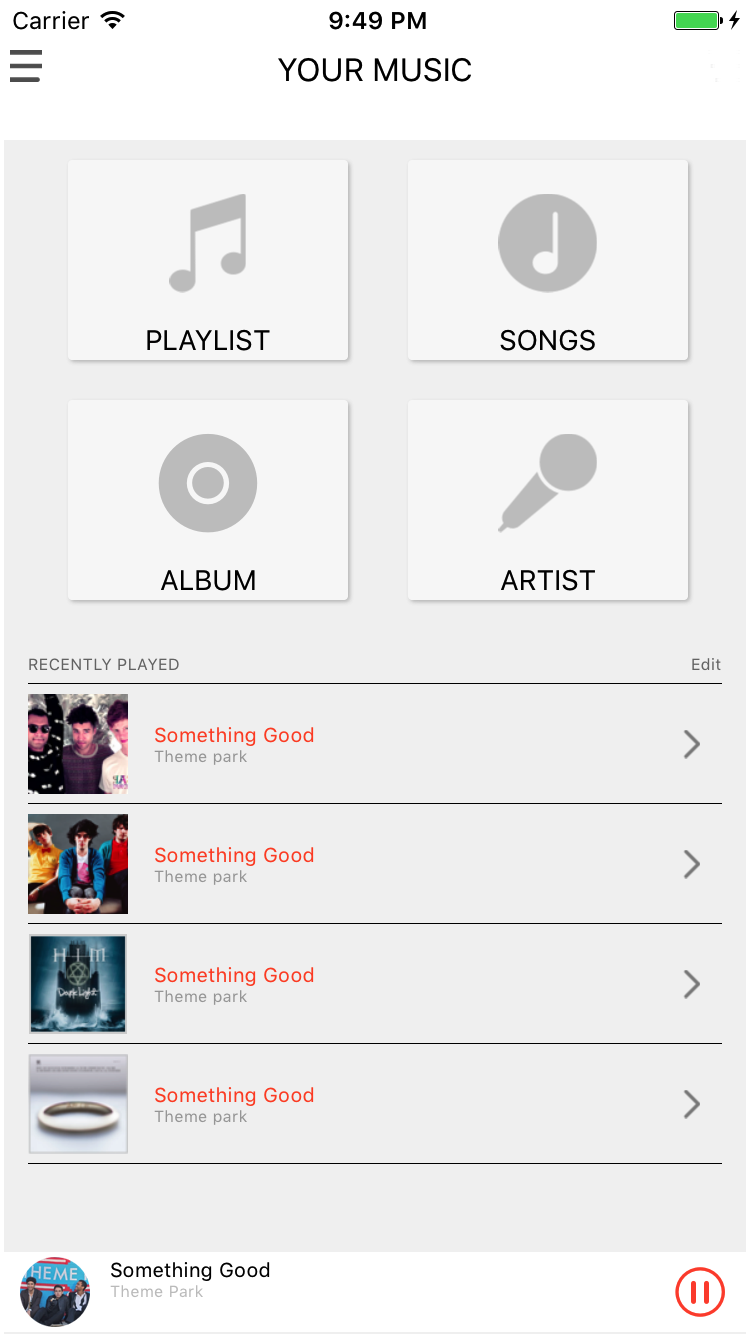 Carrier 9:49 PM
YOUR MUSIC
PLAYLIST
SONGS
ALBUM
ARTIST
RECENTLY PLAYED Edit
Something Good
Theme park
Something Good
Theme park
HIM
Dark Light
Something Good
Theme park
Something Good
Theme park
THEME
Something Good
Theme Park